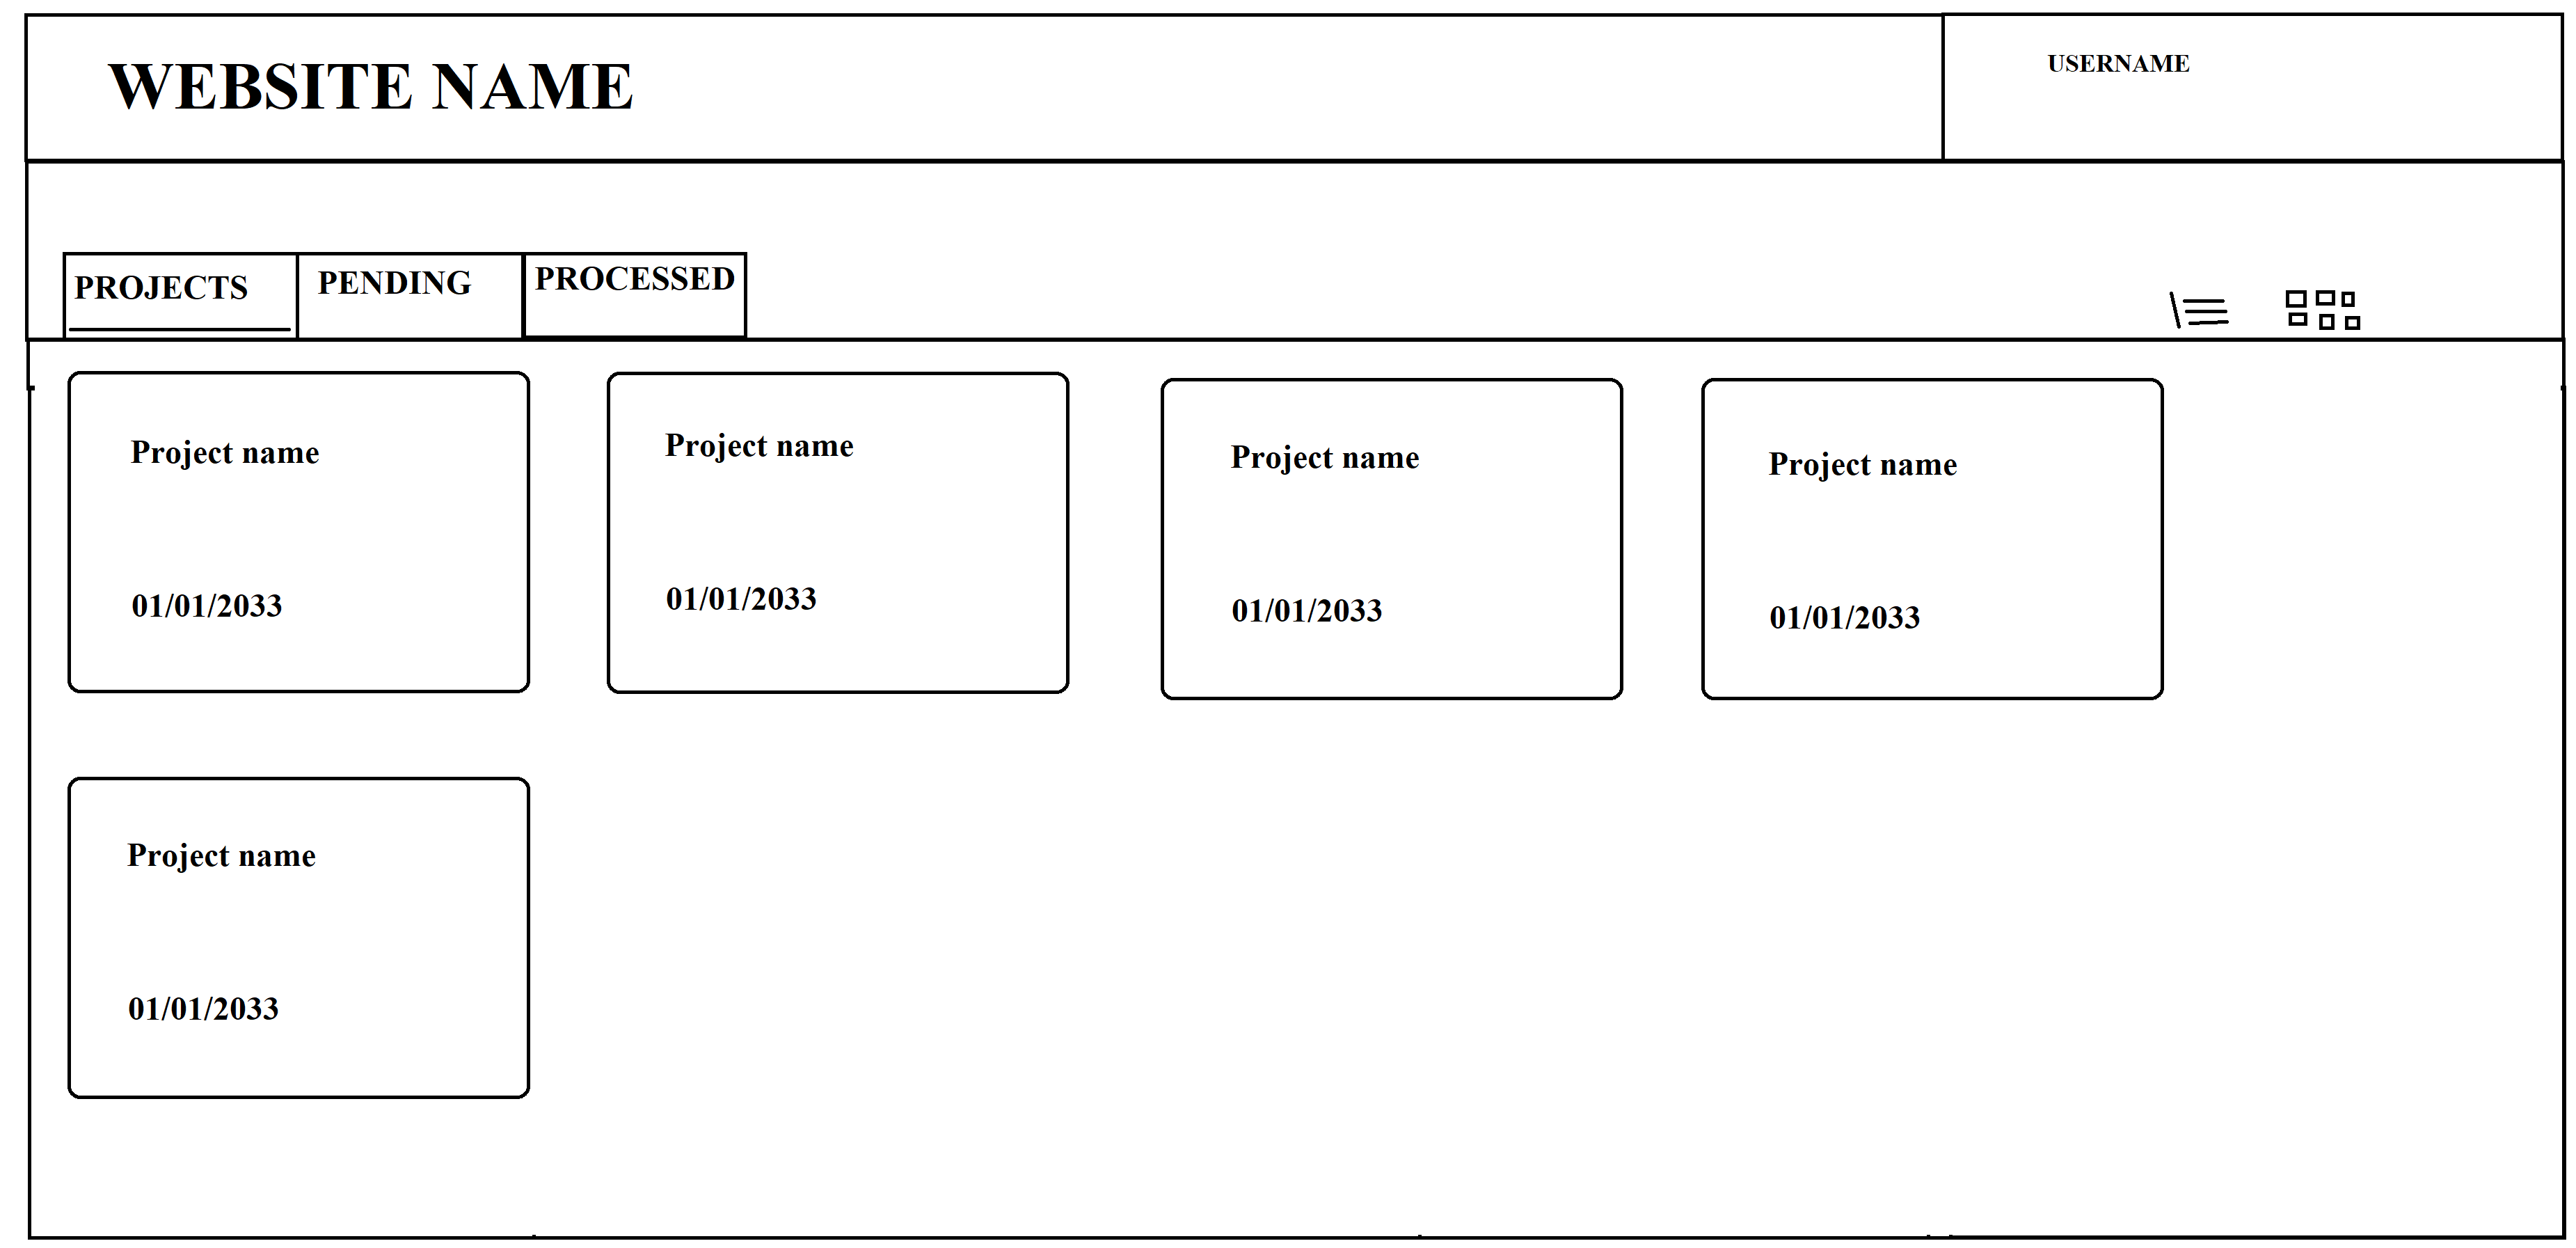 WEBSITE NAME
USERNAME
PROJECTS
PENDING
PROCESSED
Project name
01/01/2033
Project name
01/01/2033
Project name
01/01/2033
Project name
01/01/2033
Project name
01/01/2033